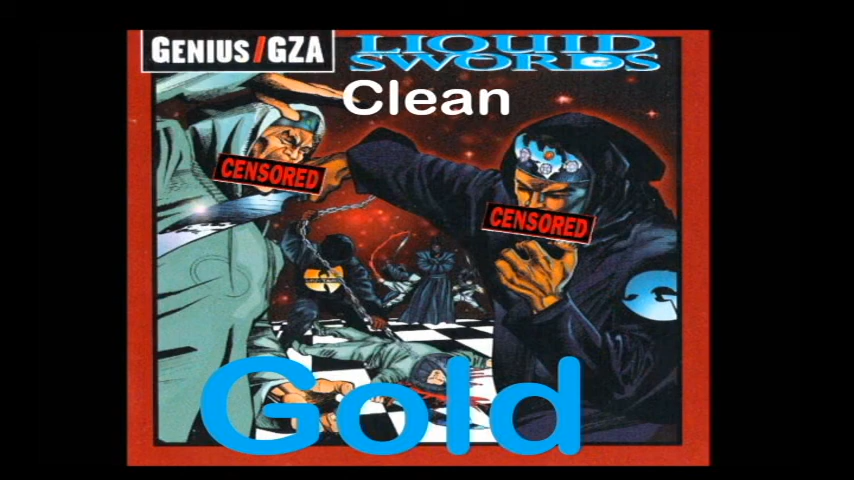 GENIUS/GZA
LIQUID
SWORDS
Clean
CENSORED
CENSORED
Gold